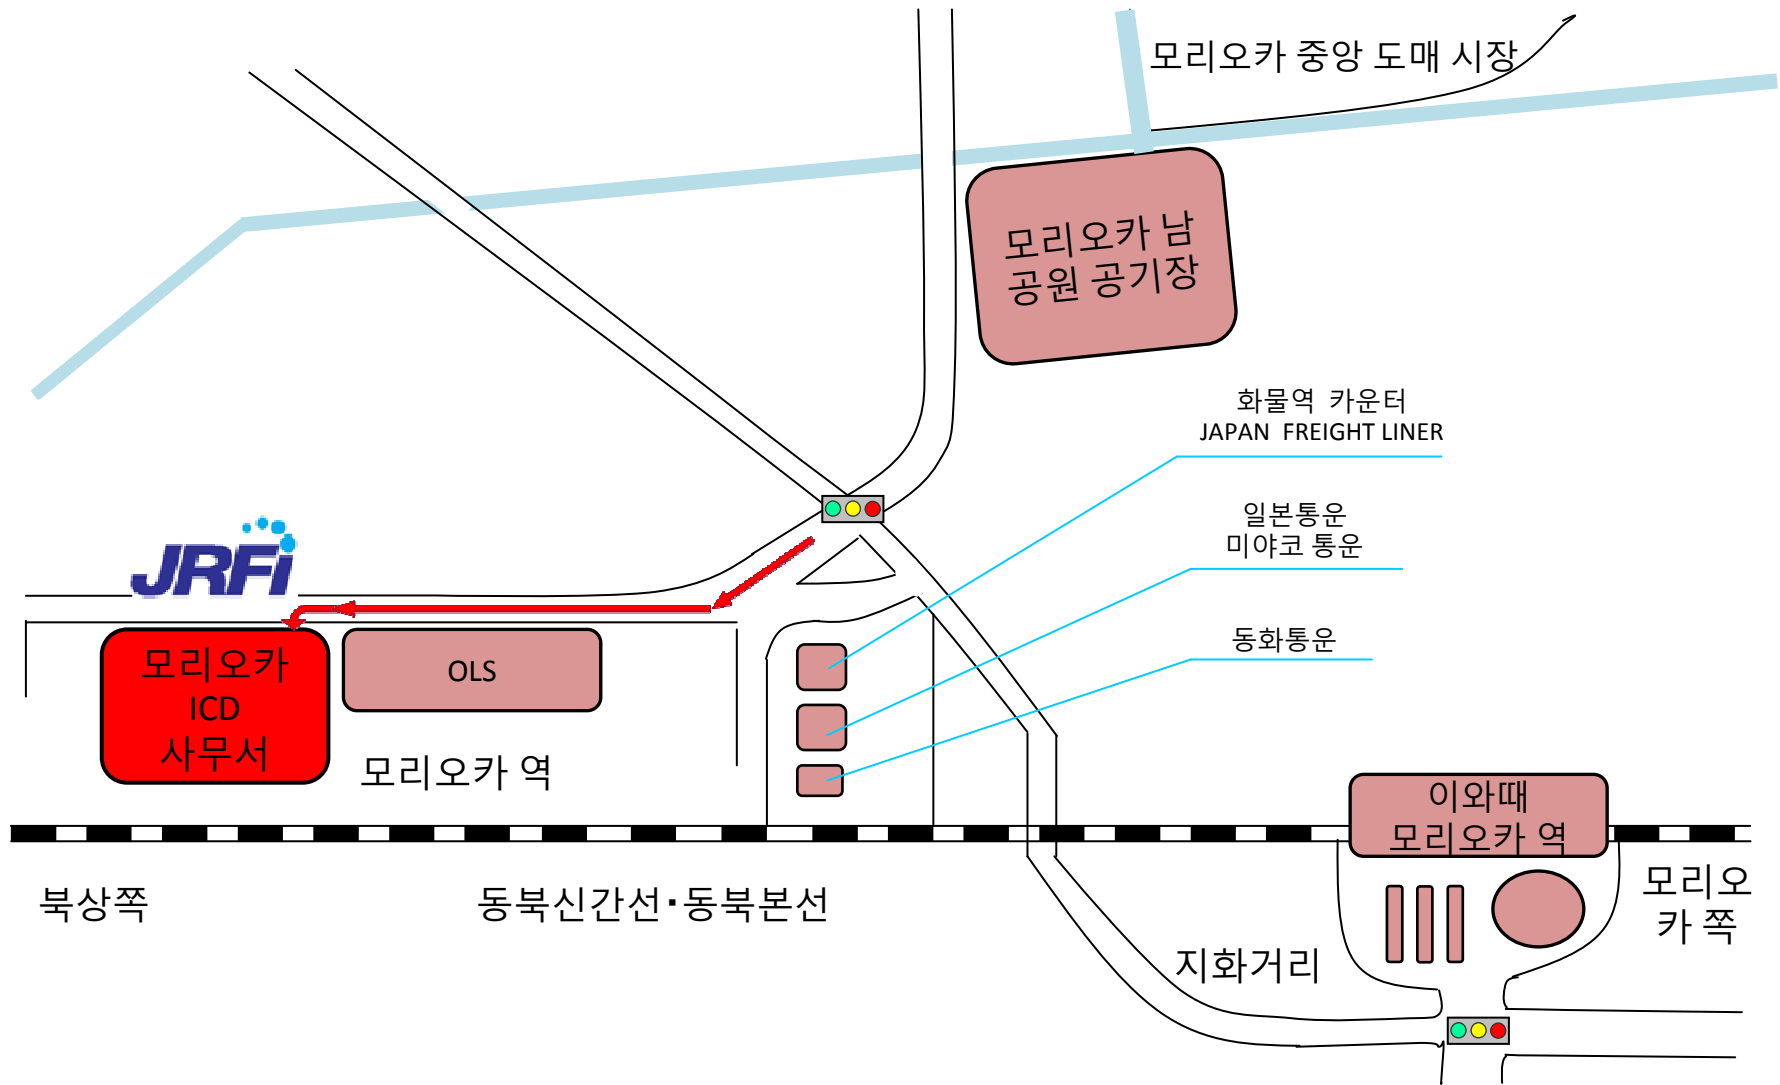 모리오카 중앙 도매 시장
모리오카 남
공원 공기장
화물역 카운터
JAPAN FREIGHT LINER
일본통운
미야코 통운
동화통운
JRFi
모리오카
ICD
사무서
OLS
모리오카 역
이와때
모리오카 역
북상쪽
동북신간선·동북본선
모리오
카 쪽
지화거리